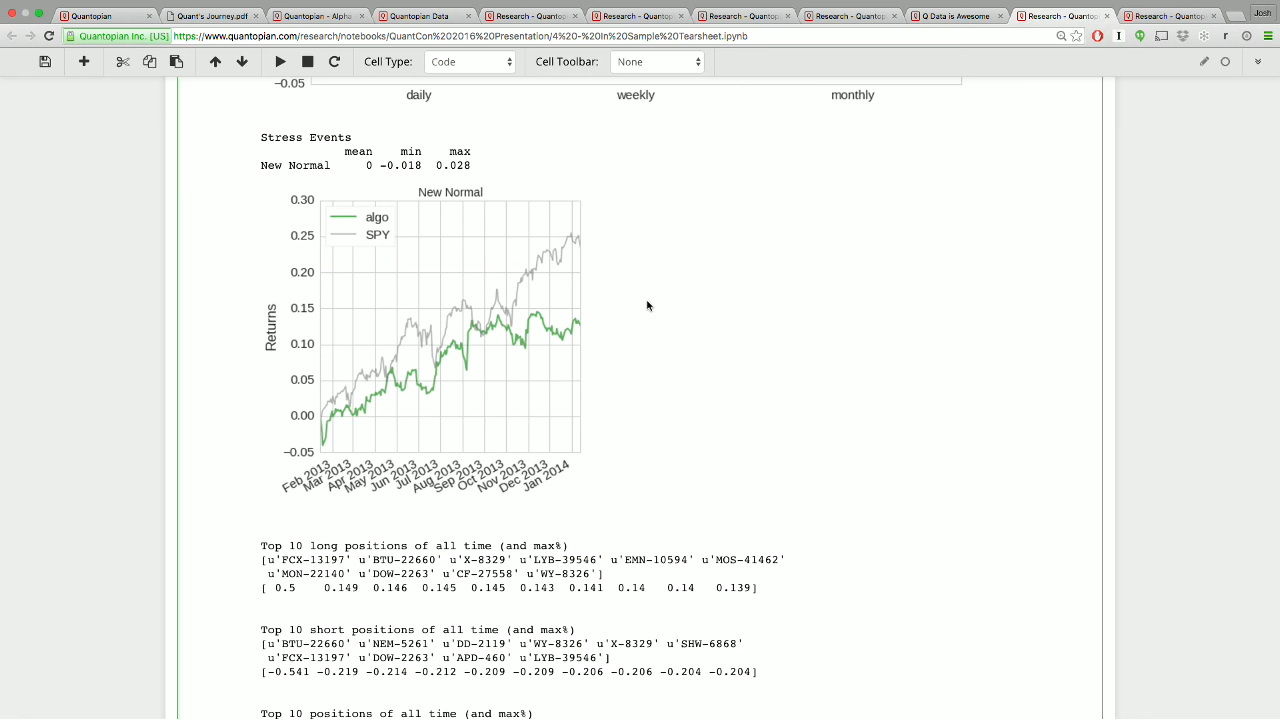 Quantopian
Quant's Journey.pdf
Quantopian - Alpha
Quantopian Data
Research - Quantop
Research - Quantop
Research - Quantop
Research - Quantop
Q Data is Awesome
Research - Quantop
Research - Quantop
Josh
Quantopian Inc. [US] https://www.quantopian.com/research/notebooks/QuantCon%202016%20Presentation/4%20-%20In%20Sample%20Tearsheet.ipynb
Cell Type: Code Cell Toolbar: None
−0.05
daily weekly monthly
Stress Events
mean min max
New Normal 0 -0.018 0.028
New Normal
0.30
algo
SPY
0.25
0.20
0.15
0.10
0.05
0.00
−0.05
Returns
Feb 2013
Mar 2013
Apr 2013
May 2013
Jun 2013
Jul 2013
Aug 2013
Sep 2013
Oct 2013
Nov 2013
Dec 2013
Jan 2014
Top 10 long positions of all time (and max%)
[u'FCX-13197' u'BTU-22660' u'X-8329' u'LYB-39546' u'EMN-10594' u'MOS-41462'
u'MON-22140' u'DOW-2263' u'CF-27558' u'WY-8326']
[ 0.5 0.149 0.146 0.145 0.145 0.143 0.141 0.14 0.14 0.139]
Top 10 short positions of all time (and max%)
[u'BTU-22660' u'NEM-5261' u'DD-2119' u'WY-8326' u'X-8329' u'SHW-6868'
u'FCX-13197' u'DOW-2263' u'APD-460' u'LYB-39546']
[-0.541 -0.219 -0.214 -0.212 -0.209 -0.209 -0.206 -0.206 -0.204 -0.204]
Top 10 positions of all time (and max%)